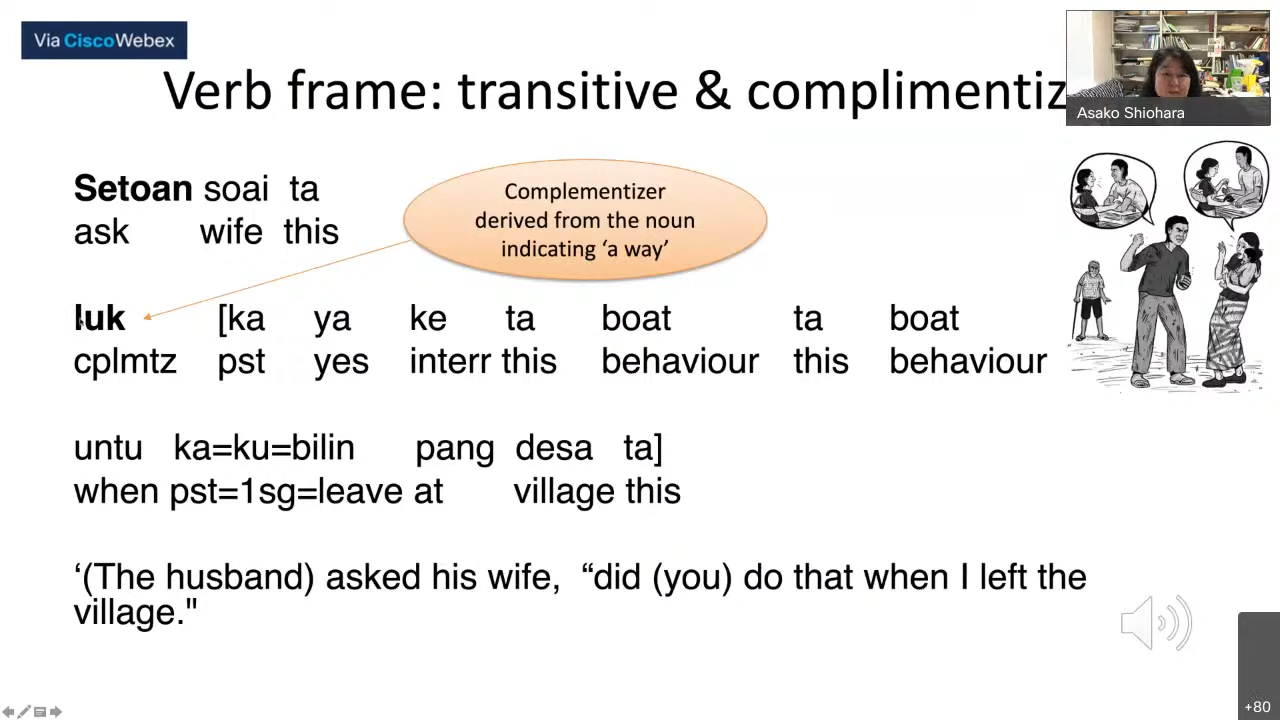 Via Cisco Webex
Verb frame: transitive & complimentiz
Asako Shiohara
Setoan soai ta
ask wife this
Complementizer
derived from the noun
indicating ‘a way’
luk [ka ya ke ta boat ta boat
cplmtz pst yes interr this behaviour this behaviour
untu ka=ku=bilin pang desa ta]
when pst=1sg=leave at village this
‘(The husband) asked his wife, “did (you) do that when I left the
village."
+80